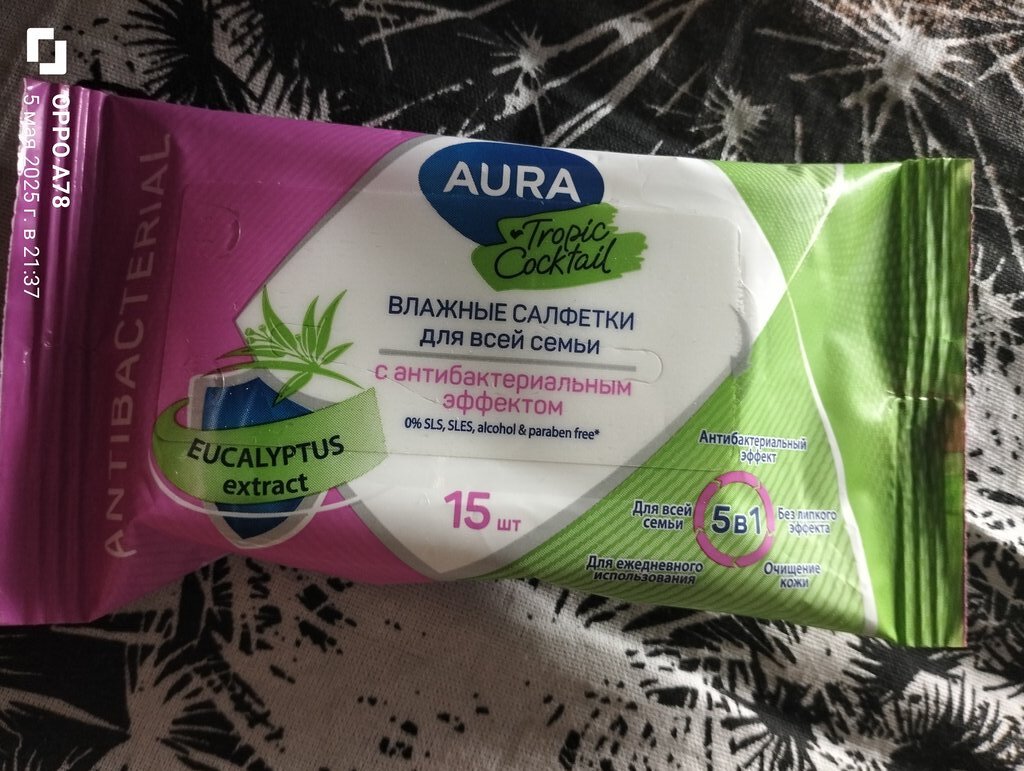 OPPO A78
5 мая 2025 г. в 21:37
ANTIBACTERIAL
AURA
Tropic
Cocktail
ВЛАЖНЫЕ САЛФЕТКИ
для всей семьи
с антибактериальным
эффектом
0% SLS, SLES, alcohol & paraben free*
EUCALYPTUS
extract
15 шт
Антибактериальный
эффект
Для всей
семьи
5в1
Без липкого
эффекта
Для ежедневного
использования
Очищение
кожи